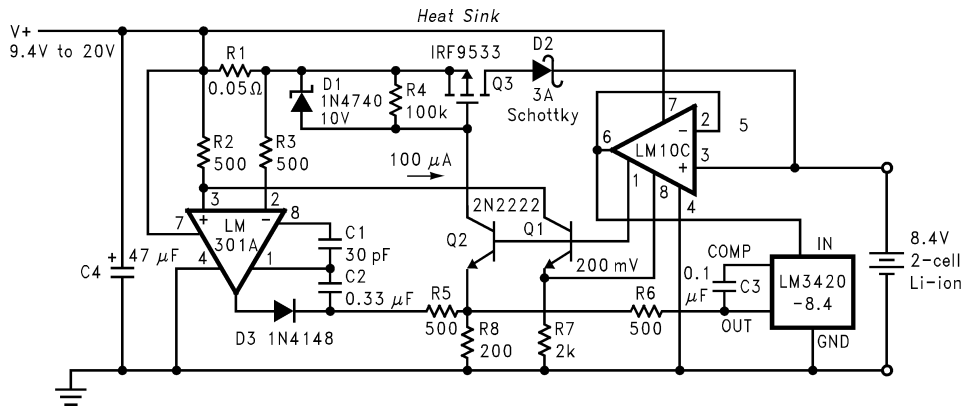 Heat Sink
V+
9.4V to 20V
R1
0.05Ω
D1
1N4740
10V
R4
100k
IRF9533
Q3
D2
3A
Schottky
7
2
5
6
LM10C
−
+
3
1
8
4
R2
500
R3
500
100 μA
3
2
7
+
−
8
LM
301A
4
1
C1
30 pF
C2
0.33 μF
2N2222
Q2
Q1
200 mV
C4
+
47 μF
D3 1N4148
R5
500
R8
200
R7
2k
R6
500
COMP
0.1
μF
C3
OUT
IN
LM3420
-8.4
GND
8.4V
2-cell
Li-ion